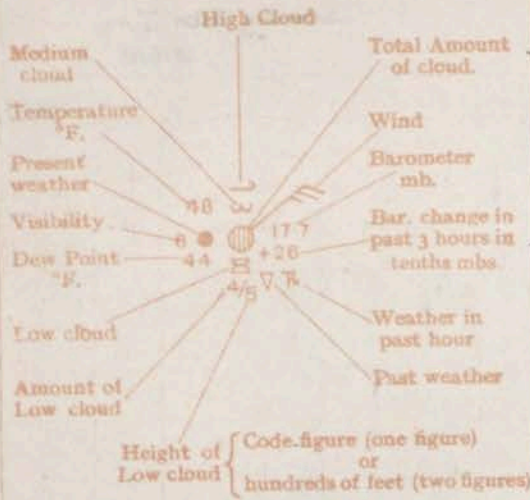 High Cloud
Medium
cloud
Total Amount
of cloud.
Temperature
°F.
Wind
Present
weather
Barometer
mb.
48
Visibility
6
177
Bar. change in
past 3 hours in
tenths mbs.
+26
Dew Point
°F.
44
4/5
Low cloud
Weather in
past hour
Amount of
Low cloud
Past weather
Height of
Low cloud
Code-figure (one figure)
or
hundreds of feet (two figures)